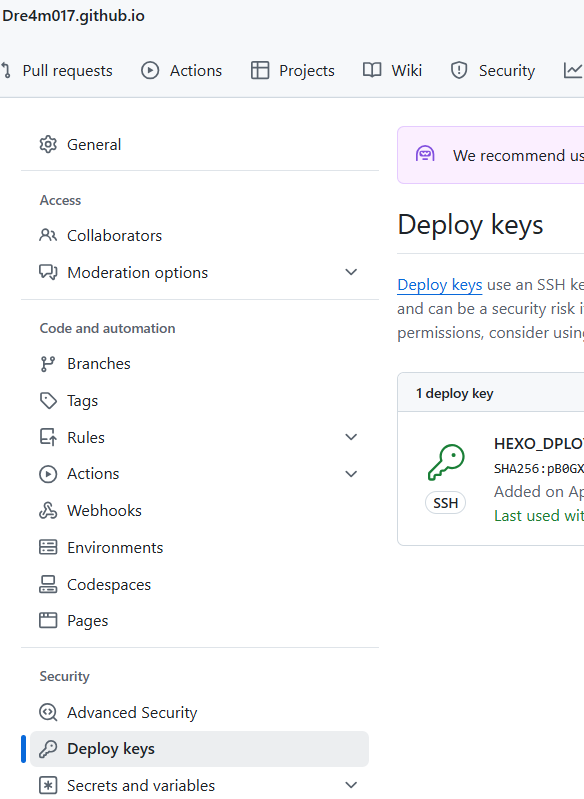 Dre4m017.github.io
Pull requests Actions Projects Wiki Security
General
Access
Collaborators
Moderation options
Code and automation
Branches
Tags
Rules
Actions
Webhooks
Environments
Codespaces
Pages
Security
Advanced Security
Deploy keys
Secrets and variables
We recommend us
Deploy keys
Deploy keys use an SSH ke
and can be a security risk i
permissions, consider using
1 deploy key
HEXO_DPLO
SHA256:pB0GX
SSH
Added on Ap
Last used wit